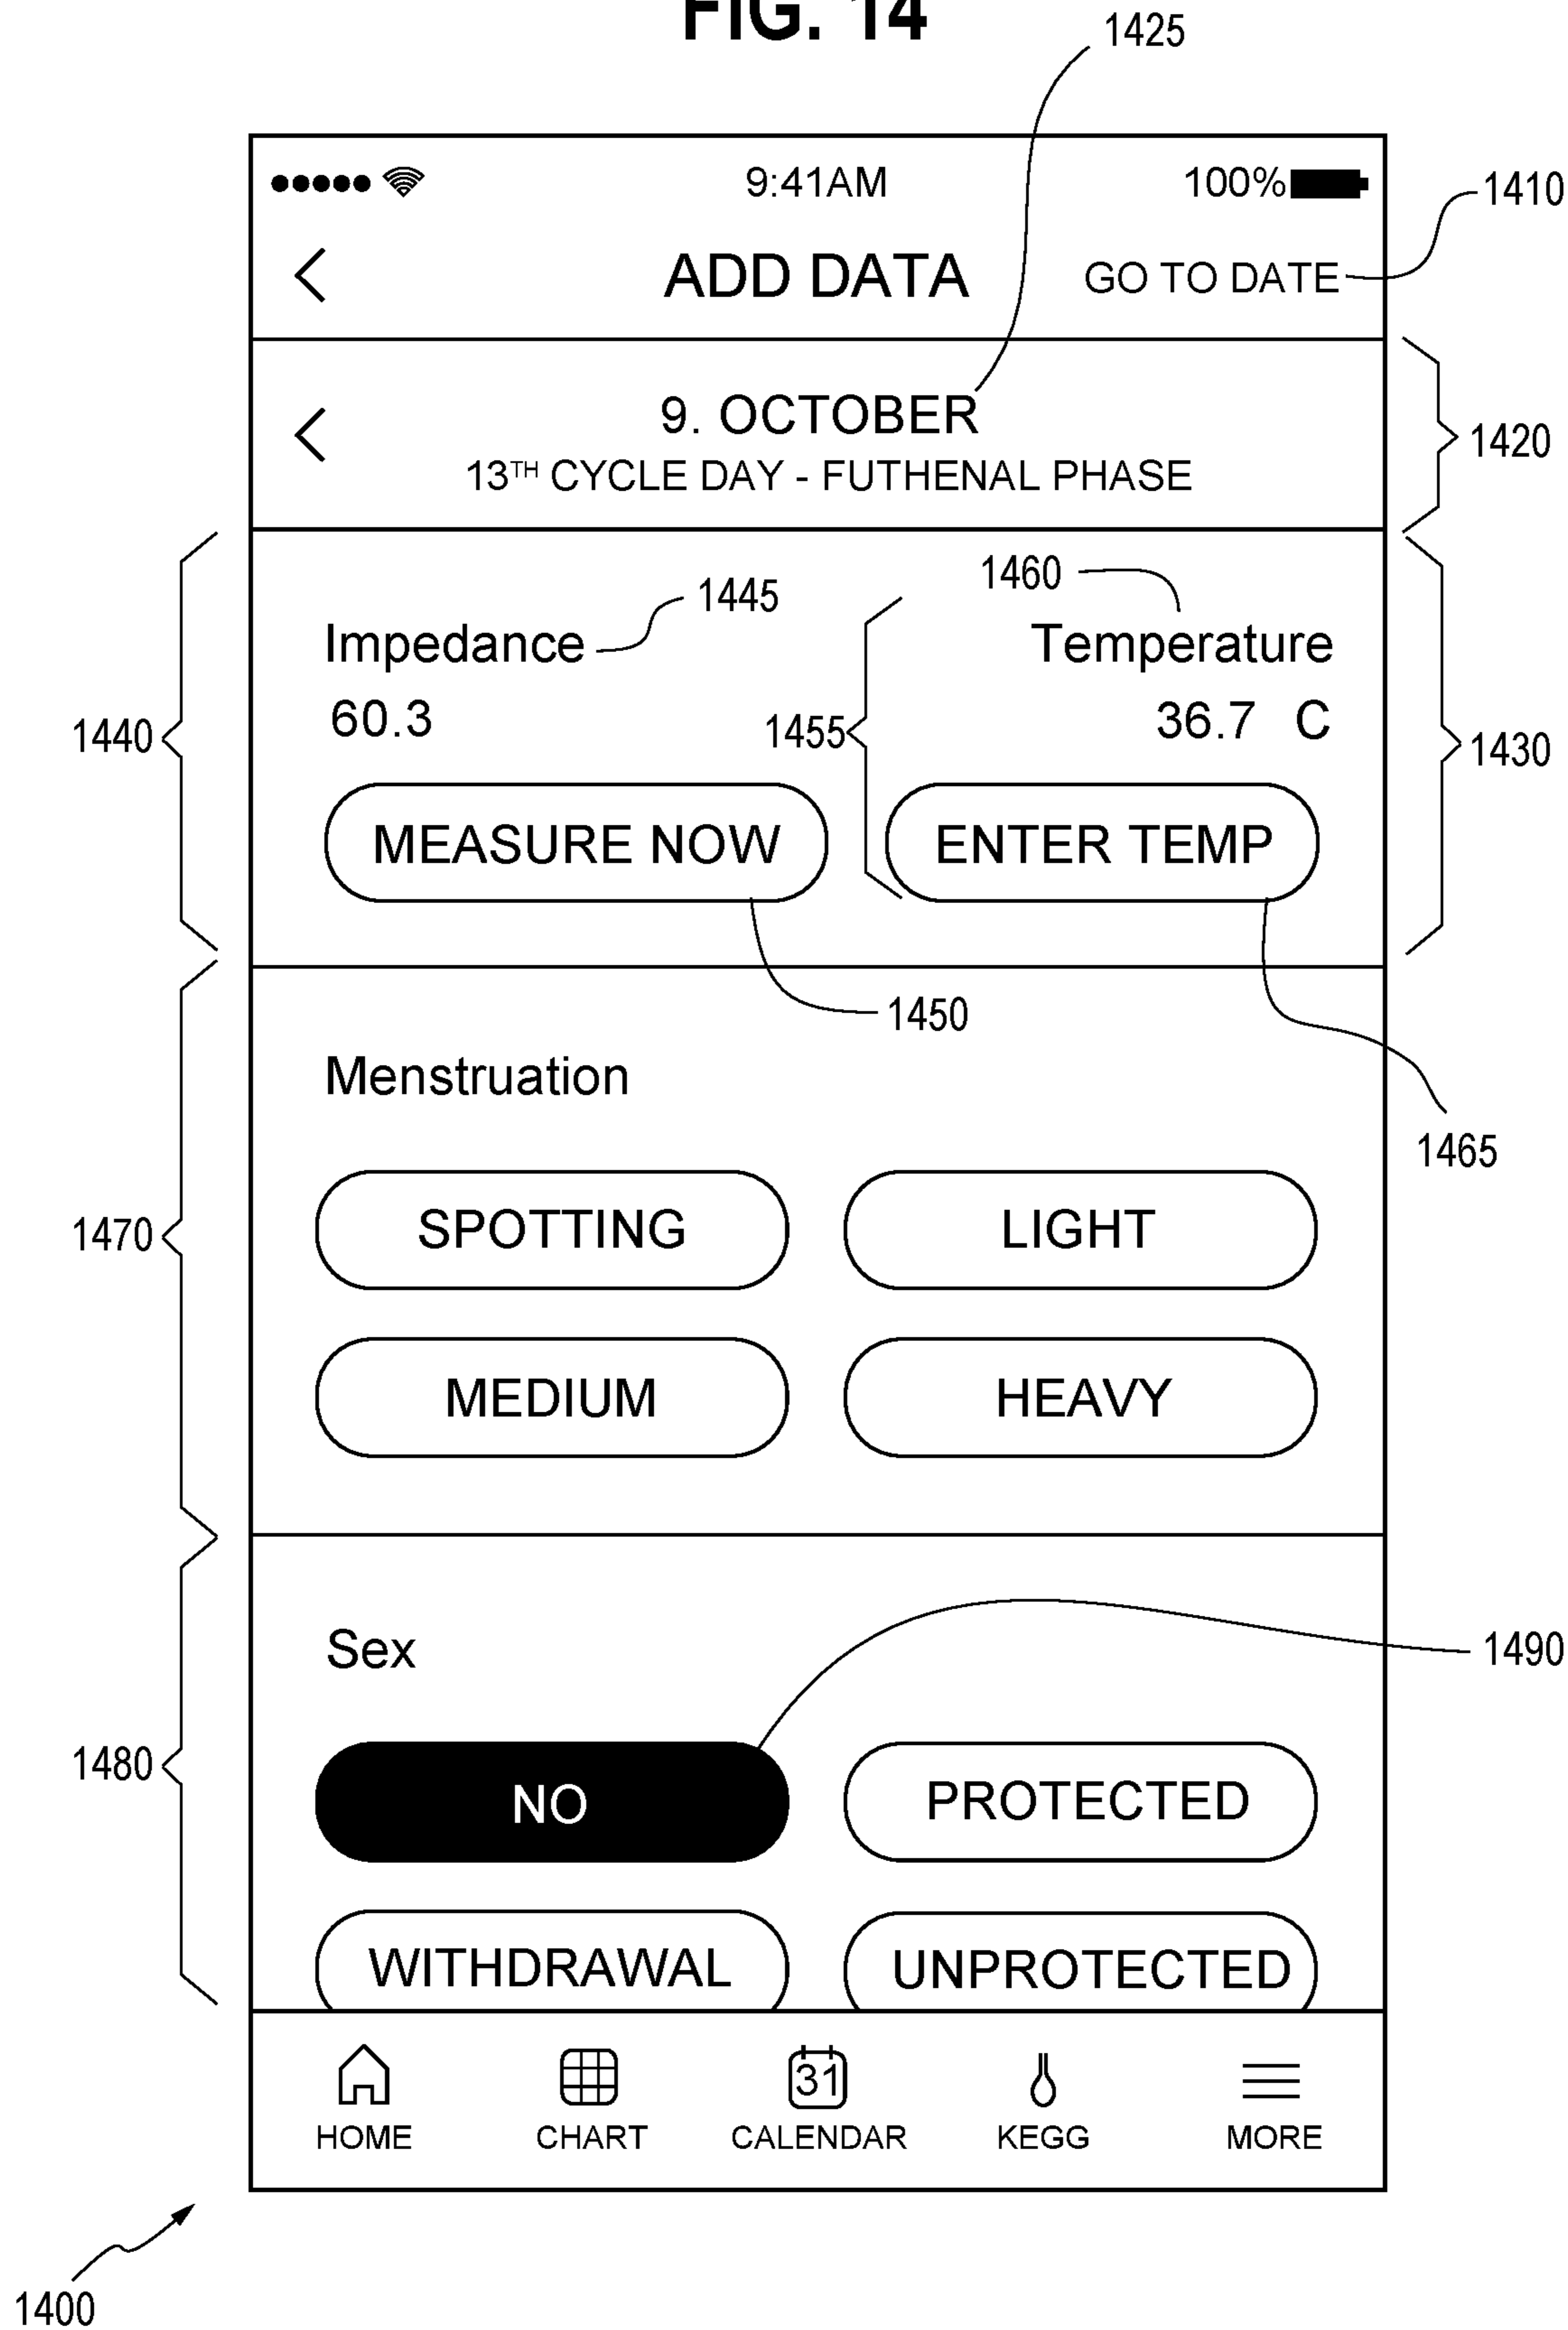 FIG. 14
1425
9:41AM 100%
1410
ADD DATA GO TO DATE
9. OCTOBER
1420
13TH CYCLE DAY - FUTHENAL PHASE
1460
1445
Impedance Temperature
60.3 36.7 C
1440 1455 1430
MEASURE NOW ENTER TEMP
1450
Menstruation
1465
SPOTTING LIGHT
1470
MEDIUM HEAVY
Sex
1490
1480
NO PROTECTED
WITHDRAWAL UNPROTECTED
31
HOME CHART CALENDAR KEGG MORE
1400